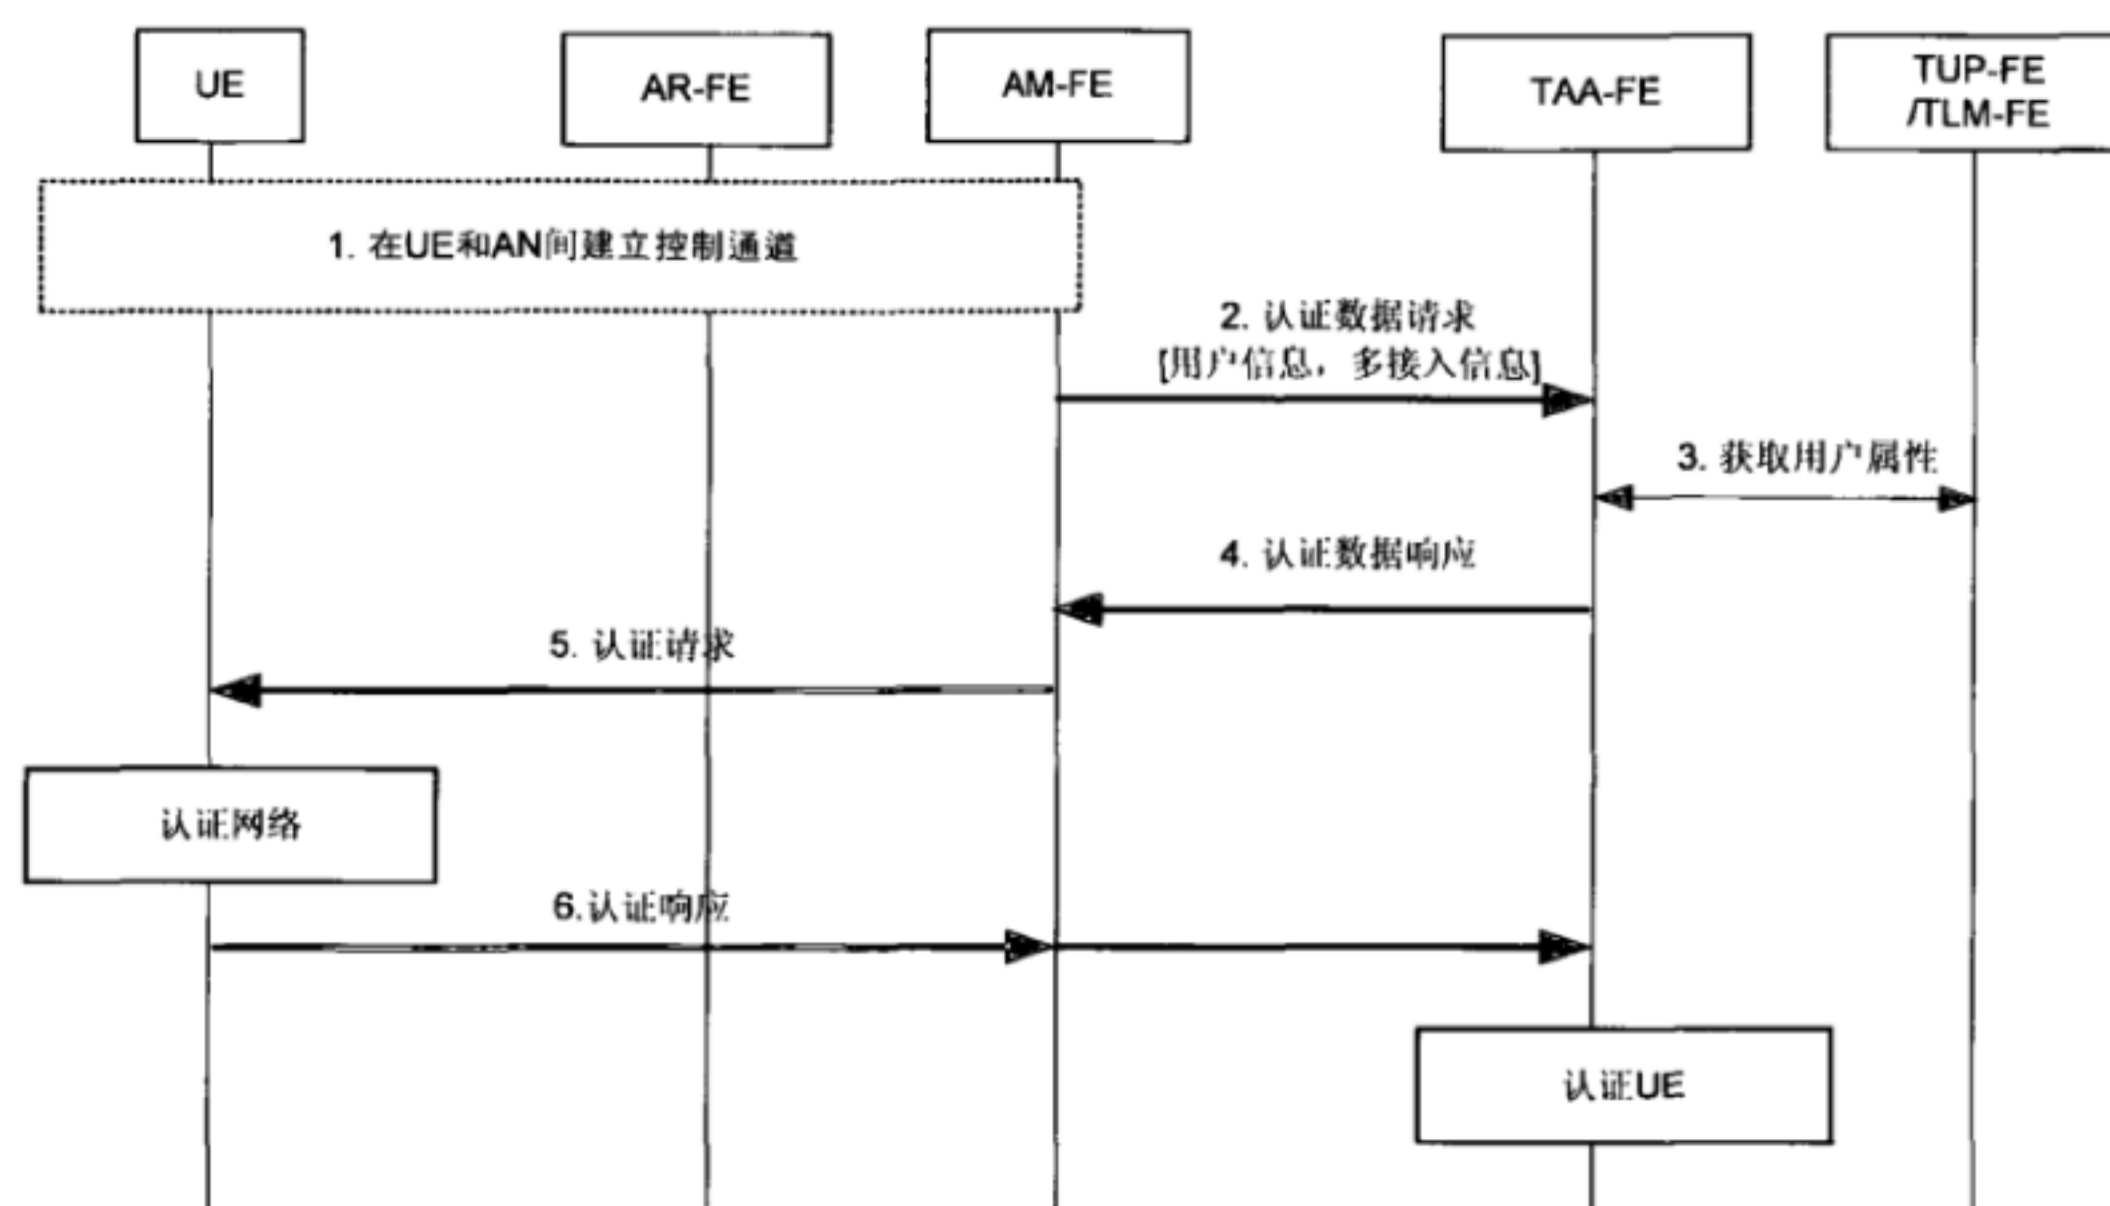 UE
AR-FE
AM-FE
TAA-FE
TUP-FE
/TLM-FE
1. 在UE和AN间建立控制通道
2. 认证数据请求
[用户信息，多接入信息]
3. 获取用户属性
4. 认证数据响应
5. 认证请求
认证网络
6.认证响应
认证UE